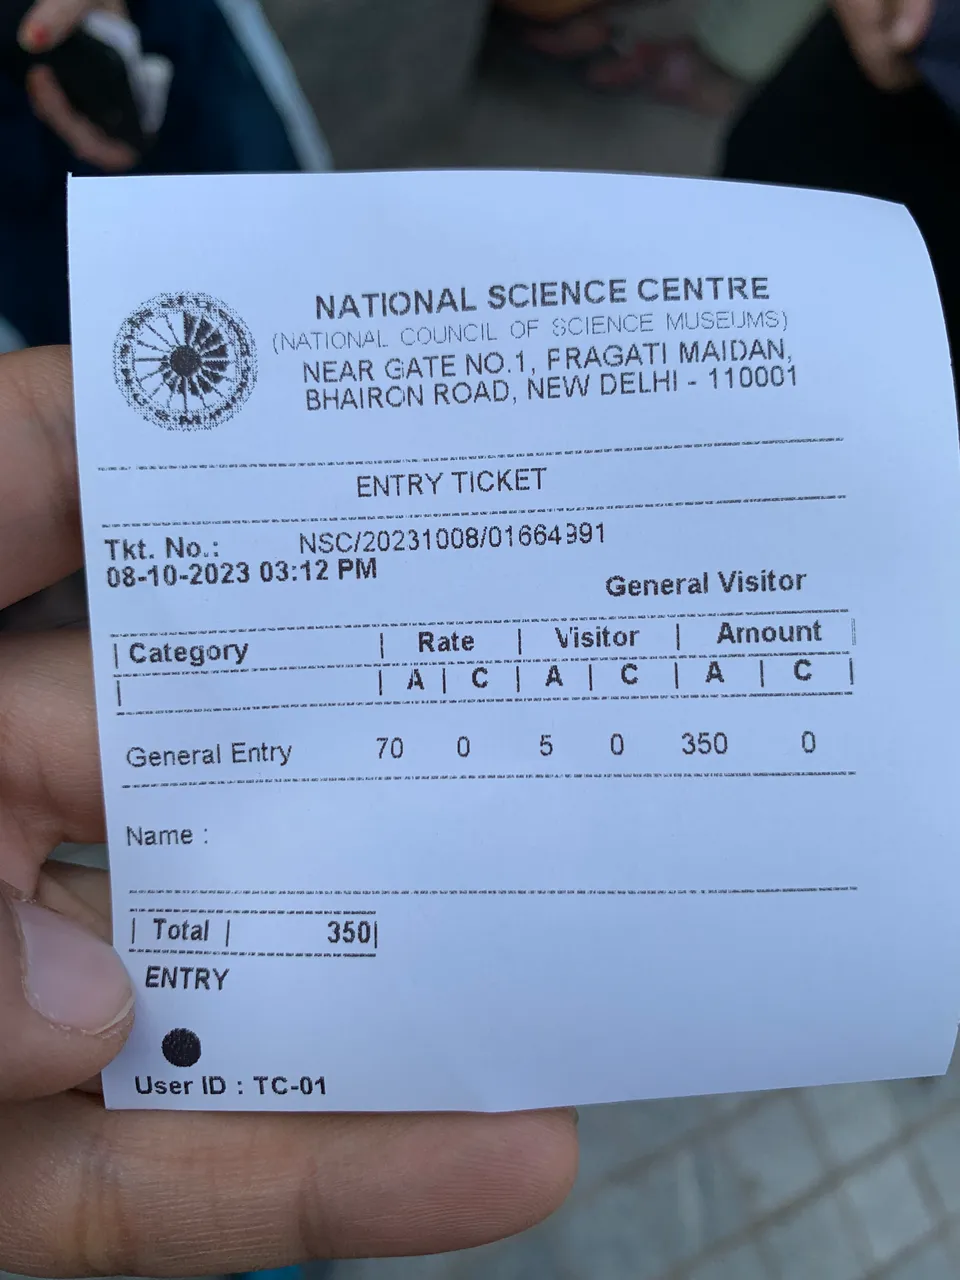 NATIONAL SCIENCE CENTRE
(NATIONAL COUNCIL OF SCIENCE MUSEUMS)
NEAR GATE NO.1, PRAGATI MAIDAN,
BHAIRON ROAD, NEW DELHI - 110001
ENTRY TICKET
Tkt. No.: NSC/20231008/01664991
08-10-2023 03:12 PM
General Visitor
| Category | Rate | Visitor | Amount |
| | A | C | A | C | A | C |
General Entry 70 0 5 0 350 0
Name :
| Total | 350|
ENTRY
User ID : TC-01